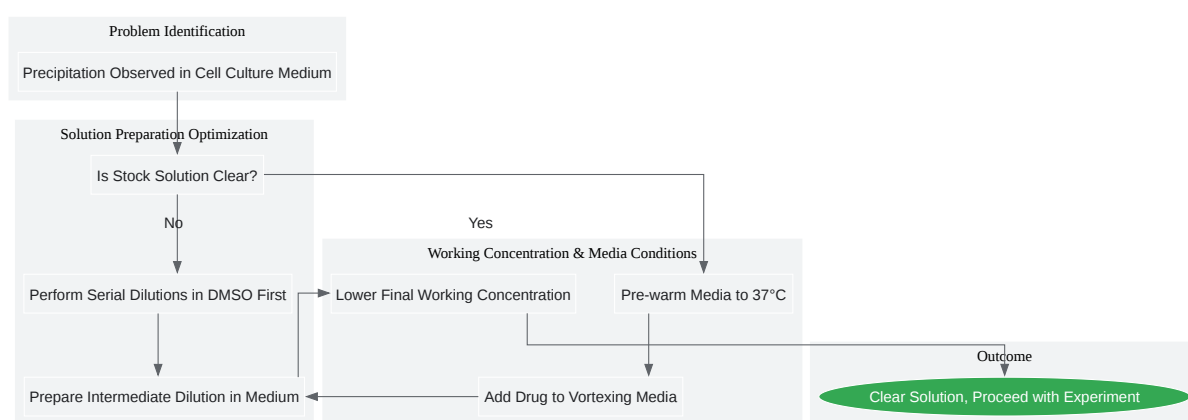 Problem Identification
Precipitation Observed in Cell Culture Medium
Solution Preparation Optimization
Is Stock Solution Clear?
No
Yes
Working Concentration & Media Conditions
Perform Serial Dilutions in DMSO First
Lower Final Working Concentration
Pre-warm Media to 37°C
Outcome
Prepare Intermediate Dilution in Medium
Add Drug to Vortexing Media
Clear Solution, Proceed with Experiment